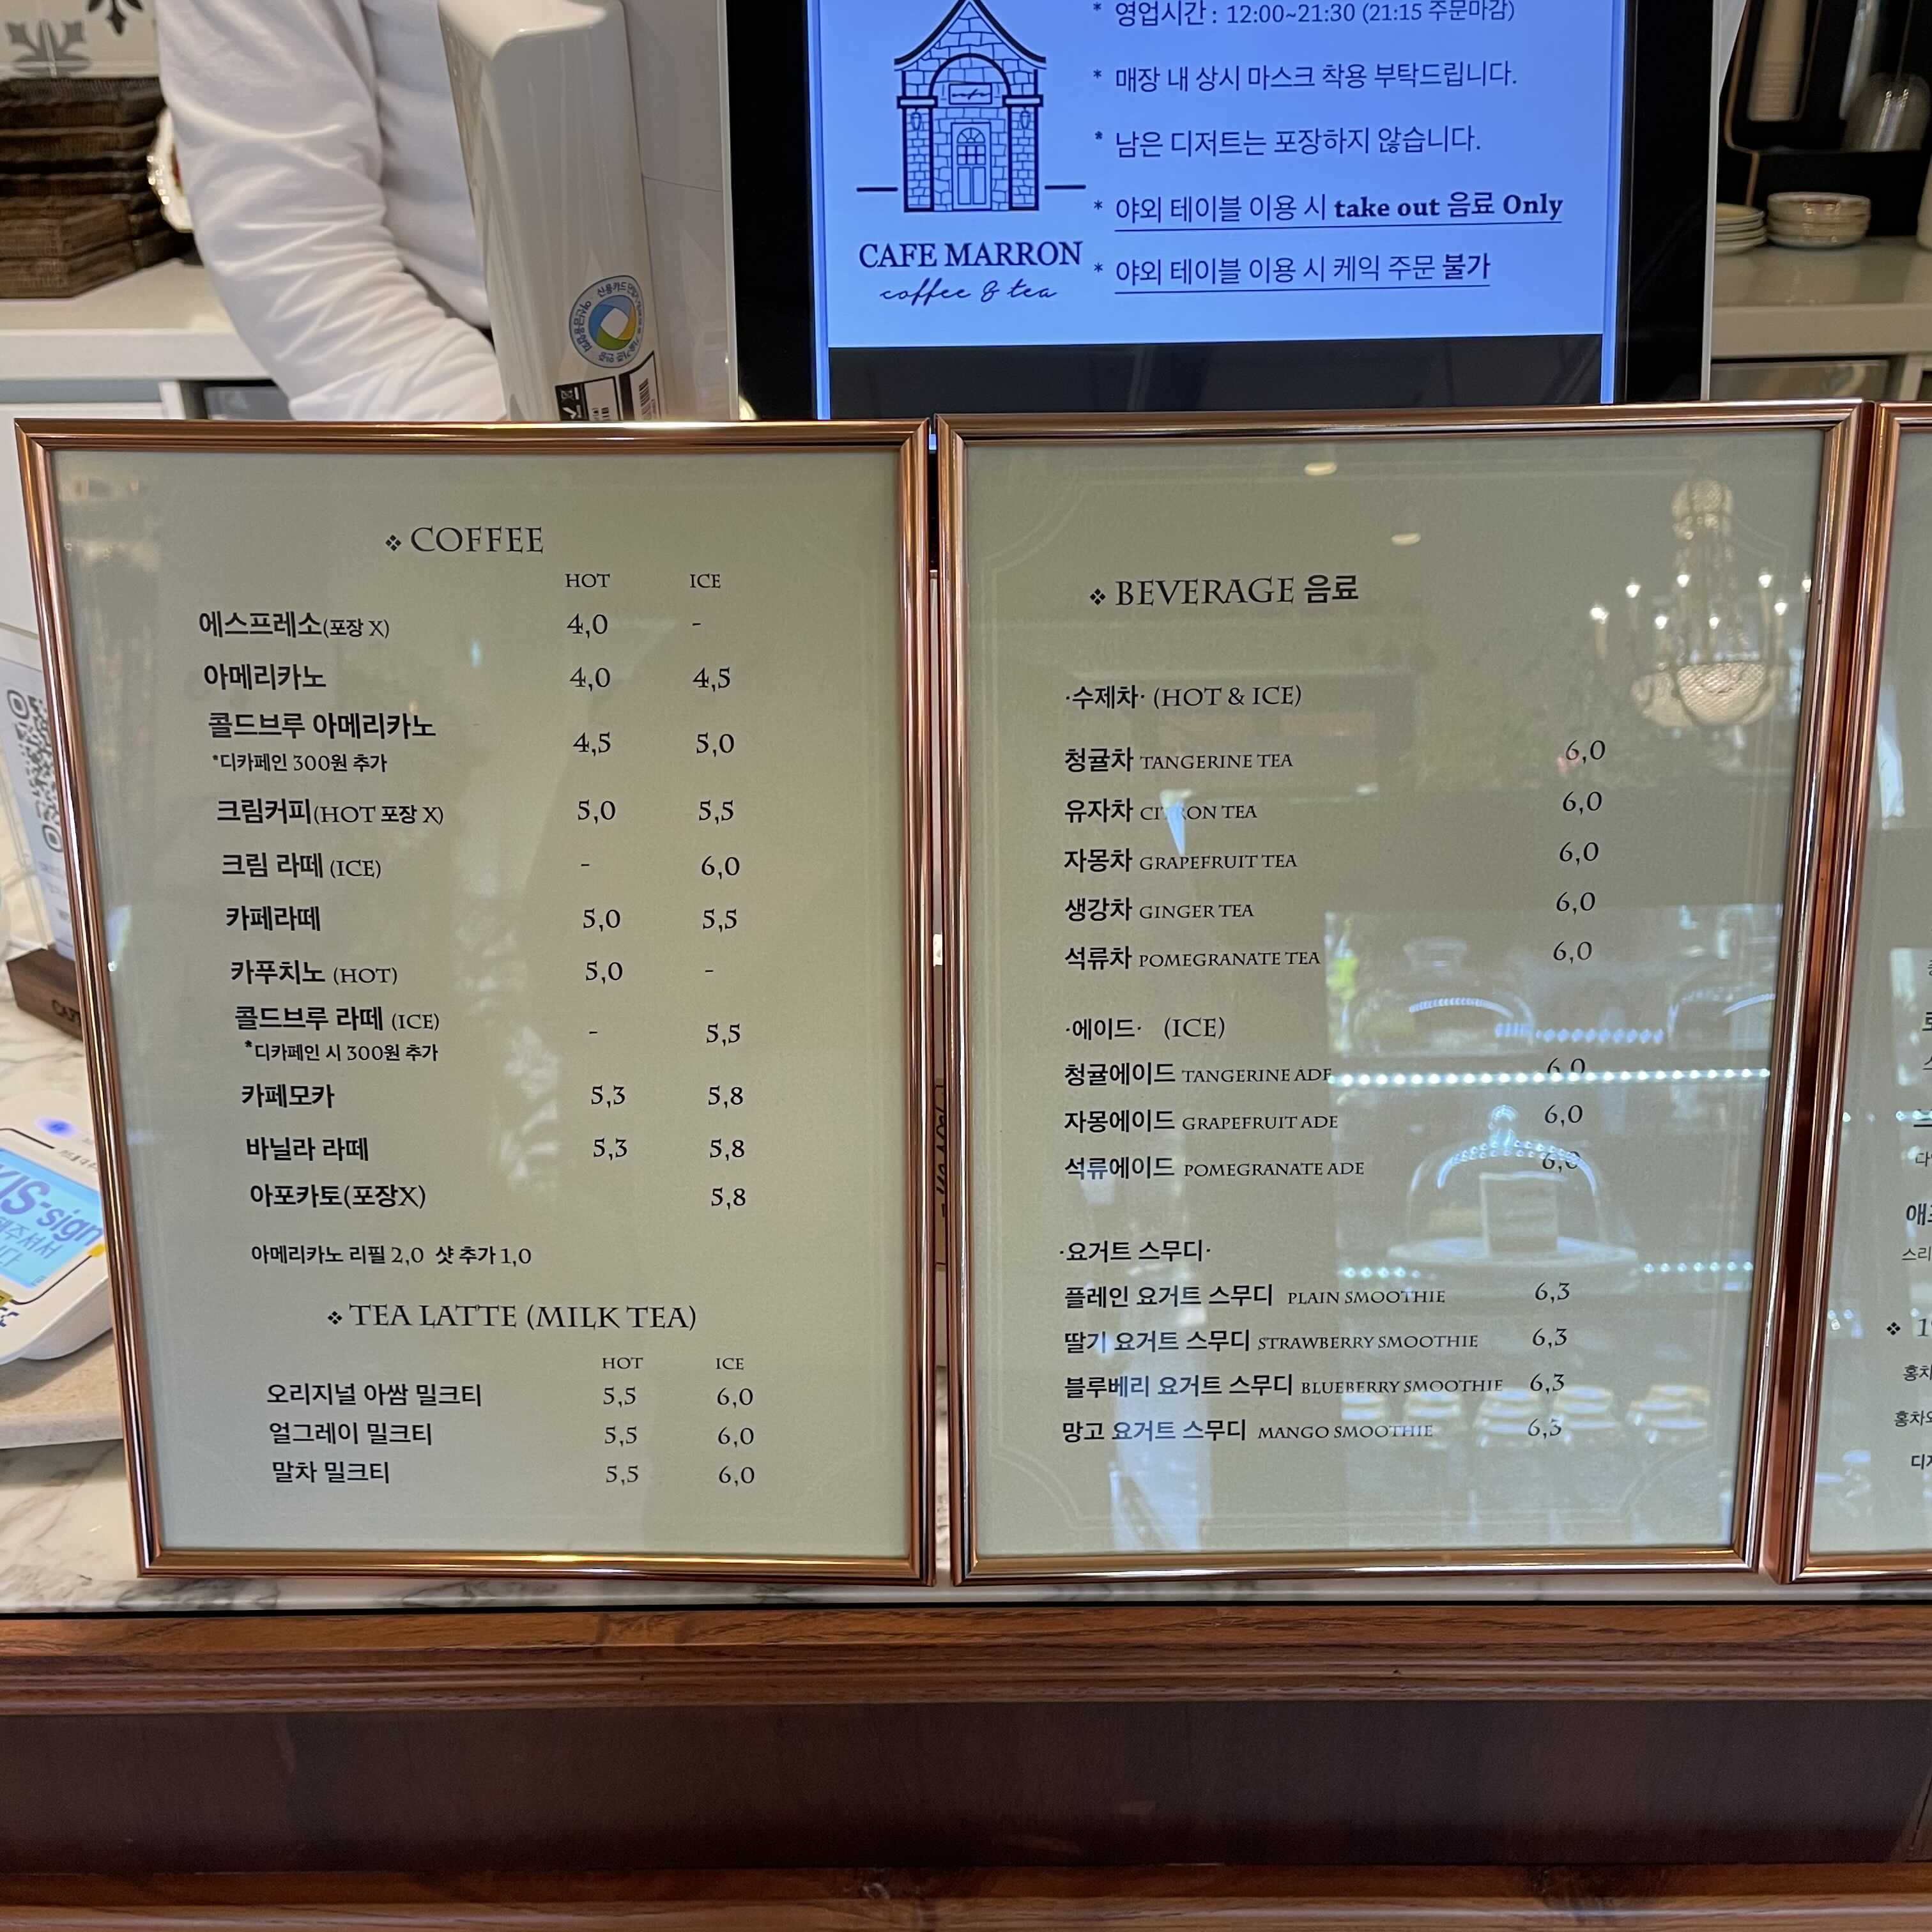 * 영업시간 : 12:00~21:30 (21:15 주문마감)
* 매장 내 상시 마스크 착용 부탁드립니다.
* 남은 디저트는 포장하지 않습니다.
* 야외 테이블 이용 시 take out 음료 Only
* 야외 테이블 이용 시 케익 주문 불가
CAFE MARRON
coffee & tea
❖ COFFEE
HOT ICE
에스프레소(포장 X) 4,0 -
아메리카노 4,0 4,5
콜드브루 아메리카노 4,5 5,0
*디카페인 300원 추가
크림커피(HOT 포장 X) 5,0 5,5
크림 라떼 (ICE) - 6,0
카페라떼 5,0 5,5
카푸치노 (HOT) 5,0 -
콜드브루 라떼 (ICE) - 5,5
*디카페인 시 300원 추가
카페모카 5,3 5,8
바닐라 라떼 5,3 5,8
아포카토(포장X) 5,8
아메리카노 리필 2,0 샷 추가 1,0
❖ TEA LATTE (MILK TEA)
HOT ICE
오리지널 아쌈 밀크티 5,5 6,0
얼그레이 밀크티 5,5 6,0
말차 밀크티 5,5 6,0
❖ BEVERAGE 음료
·수제차· (HOT & ICE)
청귤차 TANGERINE TEA 6,0
유자차 CITRON TEA 6,0
자몽차 GRAPEFRUIT TEA 6,0
생강차 GINGER TEA 6,0
석류차 POMEGRANATE TEA 6,0
·에이드· (ICE)
청귤에이드 TANGERINE ADE 6,0
자몽에이드 GRAPEFRUIT ADE 6,0
석류에이드 POMEGRANATE ADE 6,0
·요거트 스무디·
플레인 요거트 스무디 PLAIN SMOOTHIE 6,3
딸기 요거트 스무디 STRAWBERRY SMOOTHIE 6,3
블루베리 요거트 스무디 BLUEBERRY SMOOTHIE 6,3
망고 요거트 스무디 MANGO SMOOTHIE 6,3
스리
홍차